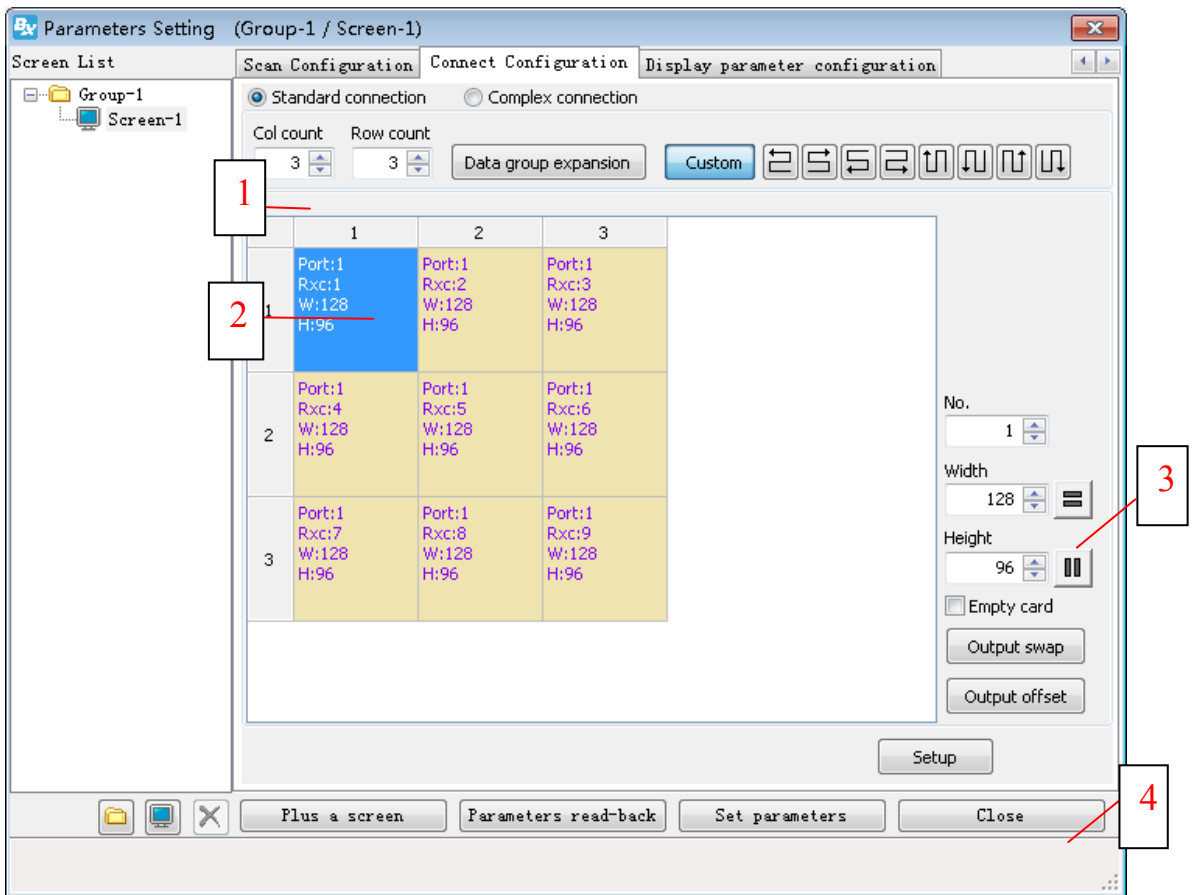 Parameters Setting (Group-1 / Screen-1)
Screen List
Scan Configuration Connect Configuration Display parameter configuration
Group-1
Screen-1
Standard connection Complex connection
Col count Row count
3 3 Data group expansion Custom
1
1 2 3
1
Port:1 Port:1 Port:1
Rxc:1 Rxc:2 Rxc:3
W:128 W:128 W:128
H:96 H:96 H:96
2
2
Port:1 Port:1 Port:1
Rxc:4 Rxc:5 Rxc:6
W:128 W:128 W:128
H:96 H:96 H:96
3
Port:1 Port:1 Port:1
Rxc:7 Rxc:8 Rxc:9
W:128 W:128 W:128
H:96 H:96 H:96
No.
1
Width
128
3
Height
96
Empty card
Output swap
Output offset
Setup
4
Plus a screen Parameters read-back Set parameters Close